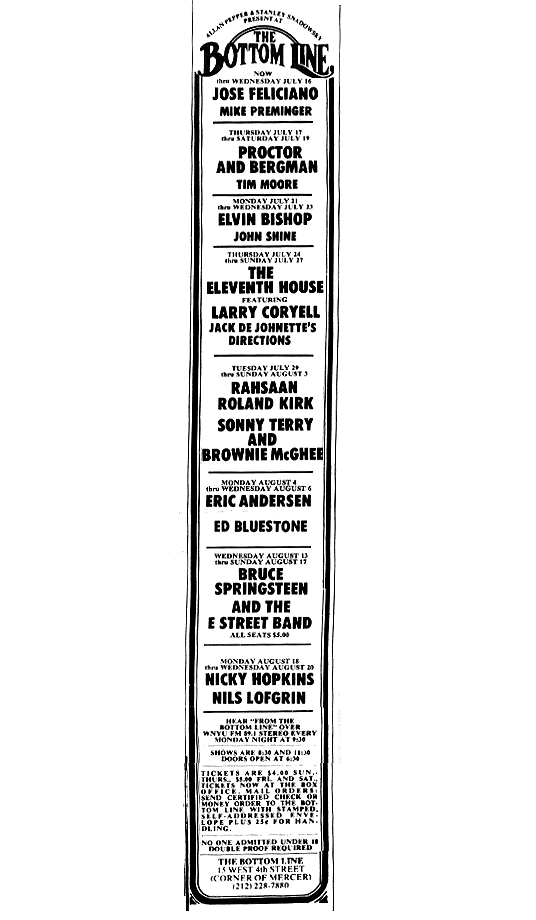 ALLAN PEPPER & STANLEY SNADOWSKY
PRESENT AT
THE
BOTTOM LINE
NOW
thru WEDNESDAY JULY 16
JOSE FELICIANO
MIKE PREMINGER
THURSDAY JULY 17
thru SATURDAY JULY 19
PROCTOR
AND BERGMAN
TIM MOORE
MONDAY JULY 21
thru WEDNESDAY JULY 23
ELVIN BISHOP
JOHN SHINE
THURSDAY JULY 24
thru SUNDAY JULY 27
THE
ELEVENTH HOUSE
FEATURING
LARRY CORYELL
JACK DE JOHNETTE'S
DIRECTIONS
TUESDAY JULY 29
thru SUNDAY AUGUST 3
RAHSAAN
ROLAND KIRK
SONNY TERRY
AND
BROWNIE McGHEE
MONDAY AUGUST 4
thru WEDNESDAY AUGUST 6
ERIC ANDERSEN
ED BLUESTONE
WEDNESDAY AUGUST 13
thru SUNDAY AUGUST 17
BRUCE
SPRINGSTEEN
AND THE
E STREET BAND
ALL SEATS $5.00
MONDAY AUGUST 18
thru WEDNESDAY AUGUST 20
NICKY HOPKINS
NILS LOFGRIN
HEAR "FROM THE
BOTTOM LINE" OVER
WNYU FM 89.1 STEREO EVERY
MONDAY NIGHT AT 9:30
SHOWS ARE 8:30 AND 11:30
DOORS OPEN AT 6:30
TICKETS ARE $4.00 SUN.-
THURS., $5.00 FRI. AND SAT.,
TICKETS NOW AT THE BOX
OFFICE. MAIL ORDERS:
SEND CERTIFIED CHECK OR
MONEY ORDER TO THE BOT-
TOM LINE WITH STAMPED,
SELF-ADDRESSED ENVE-
LOPE PLUS 25¢ FOR HAN-
DLING.
NO ONE ADMITTED UNDER 18
DOUBLE PROOF REQUIRED
THE BOTTOM LINE
15 WEST 4th STREET
(CORNER OF MERCER)
(212) 228-7880